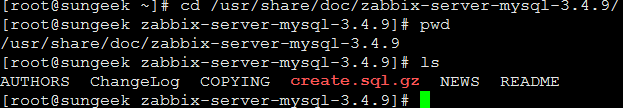 [root@sungeek ~]# cd /usr/share/doc/zabbix-server-mysql-3.4.9/
[root@sungeek zabbix-server-mysql-3.4.9]# pwd
/usr/share/doc/zabbix-server-mysql-3.4.9
[root@sungeek zabbix-server-mysql-3.4.9]# ls
AUTHORS  ChangeLog  COPYING  create.sql.gz  NEWS  README
[root@sungeek zabbix-server-mysql-3.4.9]#